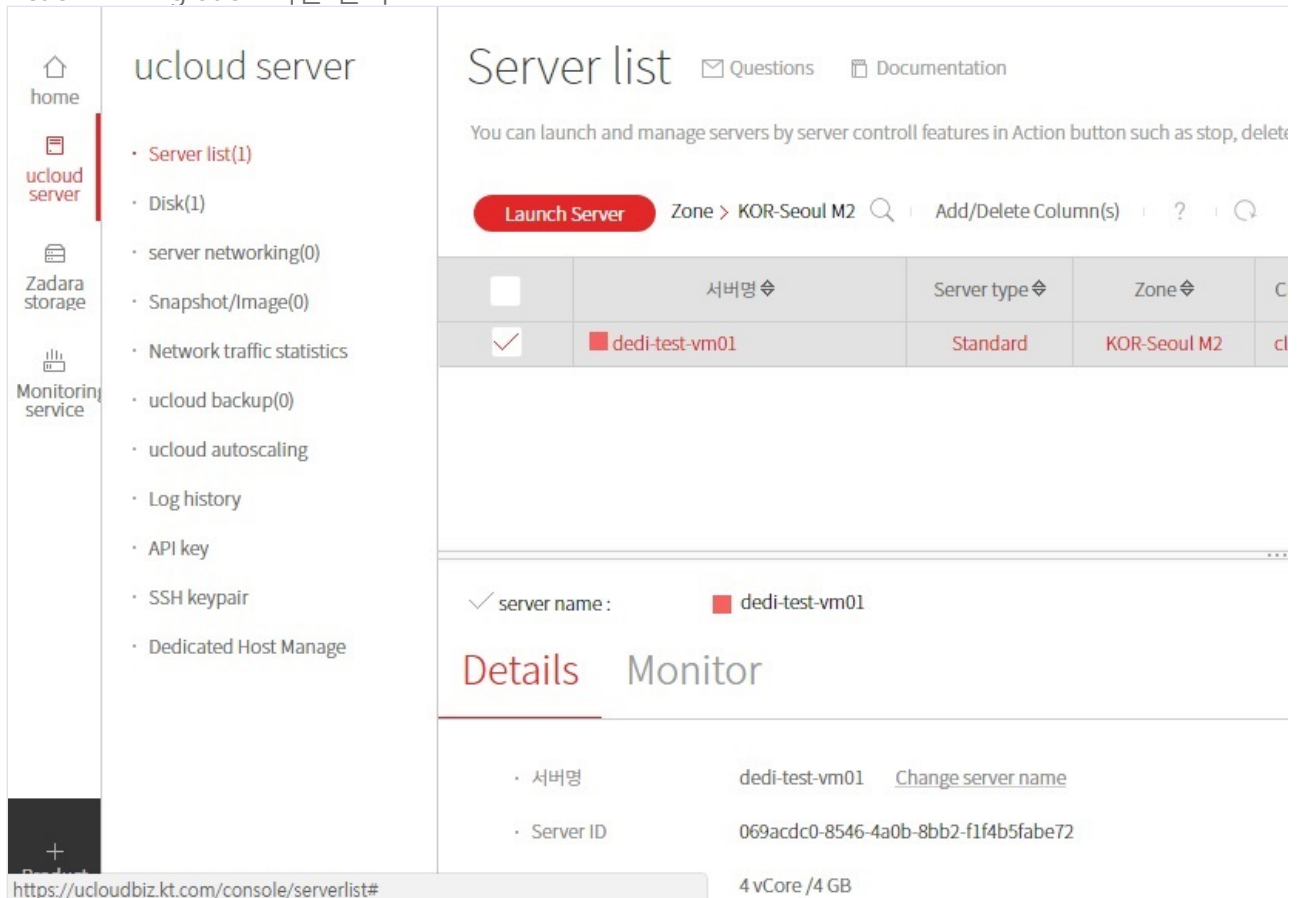 home
ucloud
server
Zadara
storage
Monitoring
service
+
ucloud server
· Server list(1)
· Disk(1)
· server networking(0)
· Snapshot/Image(0)
· Network traffic statistics
· ucloud backup(0)
· ucloud autoscaling
· Log history
· API key
· SSH keypair
· Dedicated Host Manage
Server list Questions Documentation
You can launch and manage servers by server controll features in Action button such as stop, delete
Launch Server Zone > KOR-Seoul M2 Add/Delete Column(s) ?
서버명 Server type Zone
dedi-test-vm01 Standard KOR-Seoul M2
server name : dedi-test-vm01
Details Monitor
· 서버명 dedi-test-vm01 Change server name
· Server ID 069acdc0-8546-4a0b-8bb2-f1f4b5fabe72
4 vCore /4 GB
https://ucloudbiz.kt.com/console/serverlist#